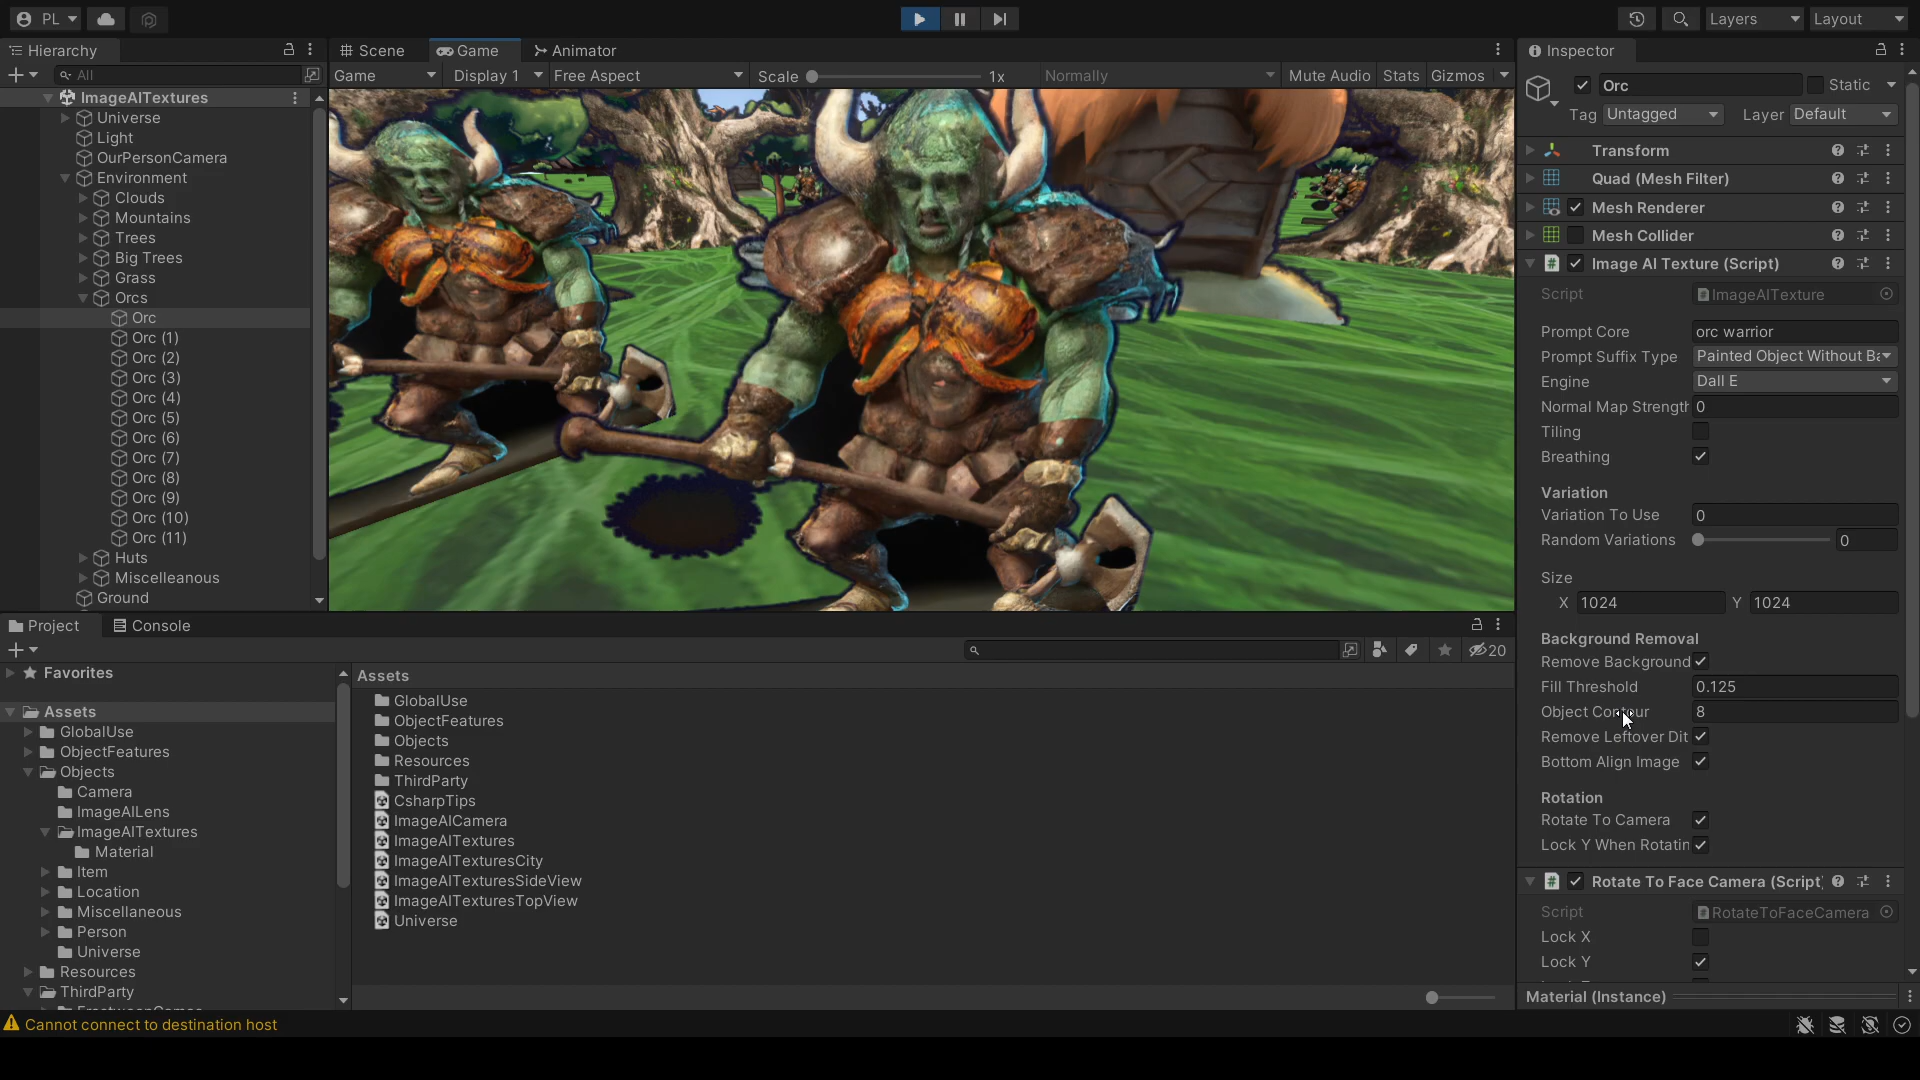 PL
Layers
Layout
Hierarchy
All
ImageAITextures
Universe
Light
OurPersonCamera
Environment
Clouds
Mountains
Trees
Big Trees
Grass
Orcs
Orc
Orc (1)
Orc (2)
Orc (3)
Orc (4)
Orc (5)
Orc (6)
Orc (7)
Orc (8)
Orc (9)
Orc (10)
Orc (11)
Huts
Miscelleanous
Ground
Scene
Game
Animator
Game
Display 1
Free Aspect
Scale
1x
Normally
Mute Audio
Stats
Gizmos
Inspector
Orc
Static
Tag Untagged
Layer Default
Transform
Quad (Mesh Filter)
Mesh Renderer
Mesh Collider
Image AI Texture (Script)
Script ImageAITexture
Prompt Core orc warrior
Prompt Suffix Type Painted Object Without Ba
Engine Dall E
Normal Map Strength 0
Tiling
Breathing
Variation
Variation To Use 0
Random Variations 0
Size
X 1024 Y 1024
Background Removal
Remove Background
Fill Threshold 0.125
Object Contour 8
Remove Leftover Dit
Bottom Align Image
Rotation
Rotate To Camera
Lock Y When Rotatin
Rotate To Face Camera (Script)
Script RotateToFaceCamera
Lock X
Lock Y
Material (Instance)
Project
Console
20
Favorites
Assets
GlobalUse
ObjectFeatures
Objects
Camera
ImageAILens
ImageAITextures
Material
Item
Location
Miscellaneous
Person
Universe
Resources
ThirdParty
Assets
GlobalUse
ObjectFeatures
Objects
Resources
ThirdParty
CsharpTips
ImageAICamera
ImageAITextures
ImageAITexturesCity
ImageAITexturesSideView
ImageAITexturesTopView
Universe
Cannot connect to destination host